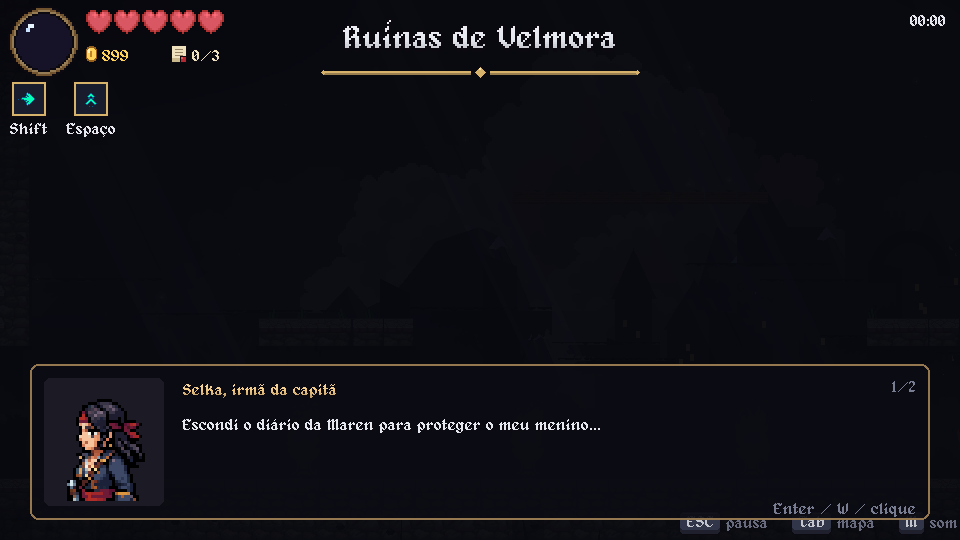 899
0/3
Ruínas de Velmora
00:00
Shift
Espaço
Selka, irmã da capitã
1/2
Escondi o diário da Maren para proteger o meu menino...
Enter / W / clique
ESC pausa
Tab mapa
M som